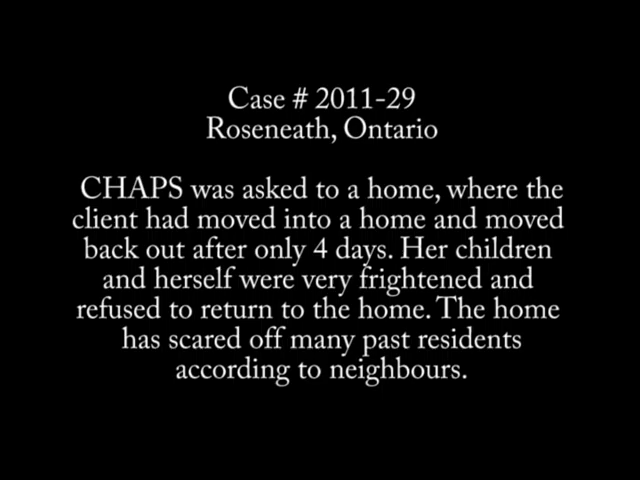 Case # 2011-29
Roseneath, Ontario
CHAPS was asked to a home, where the
client had moved into a home and moved
back out after only 4 days. Her children
and herself were very frightened and
refused to return to the home. The home
has scared off many past residents
according to neighbours.